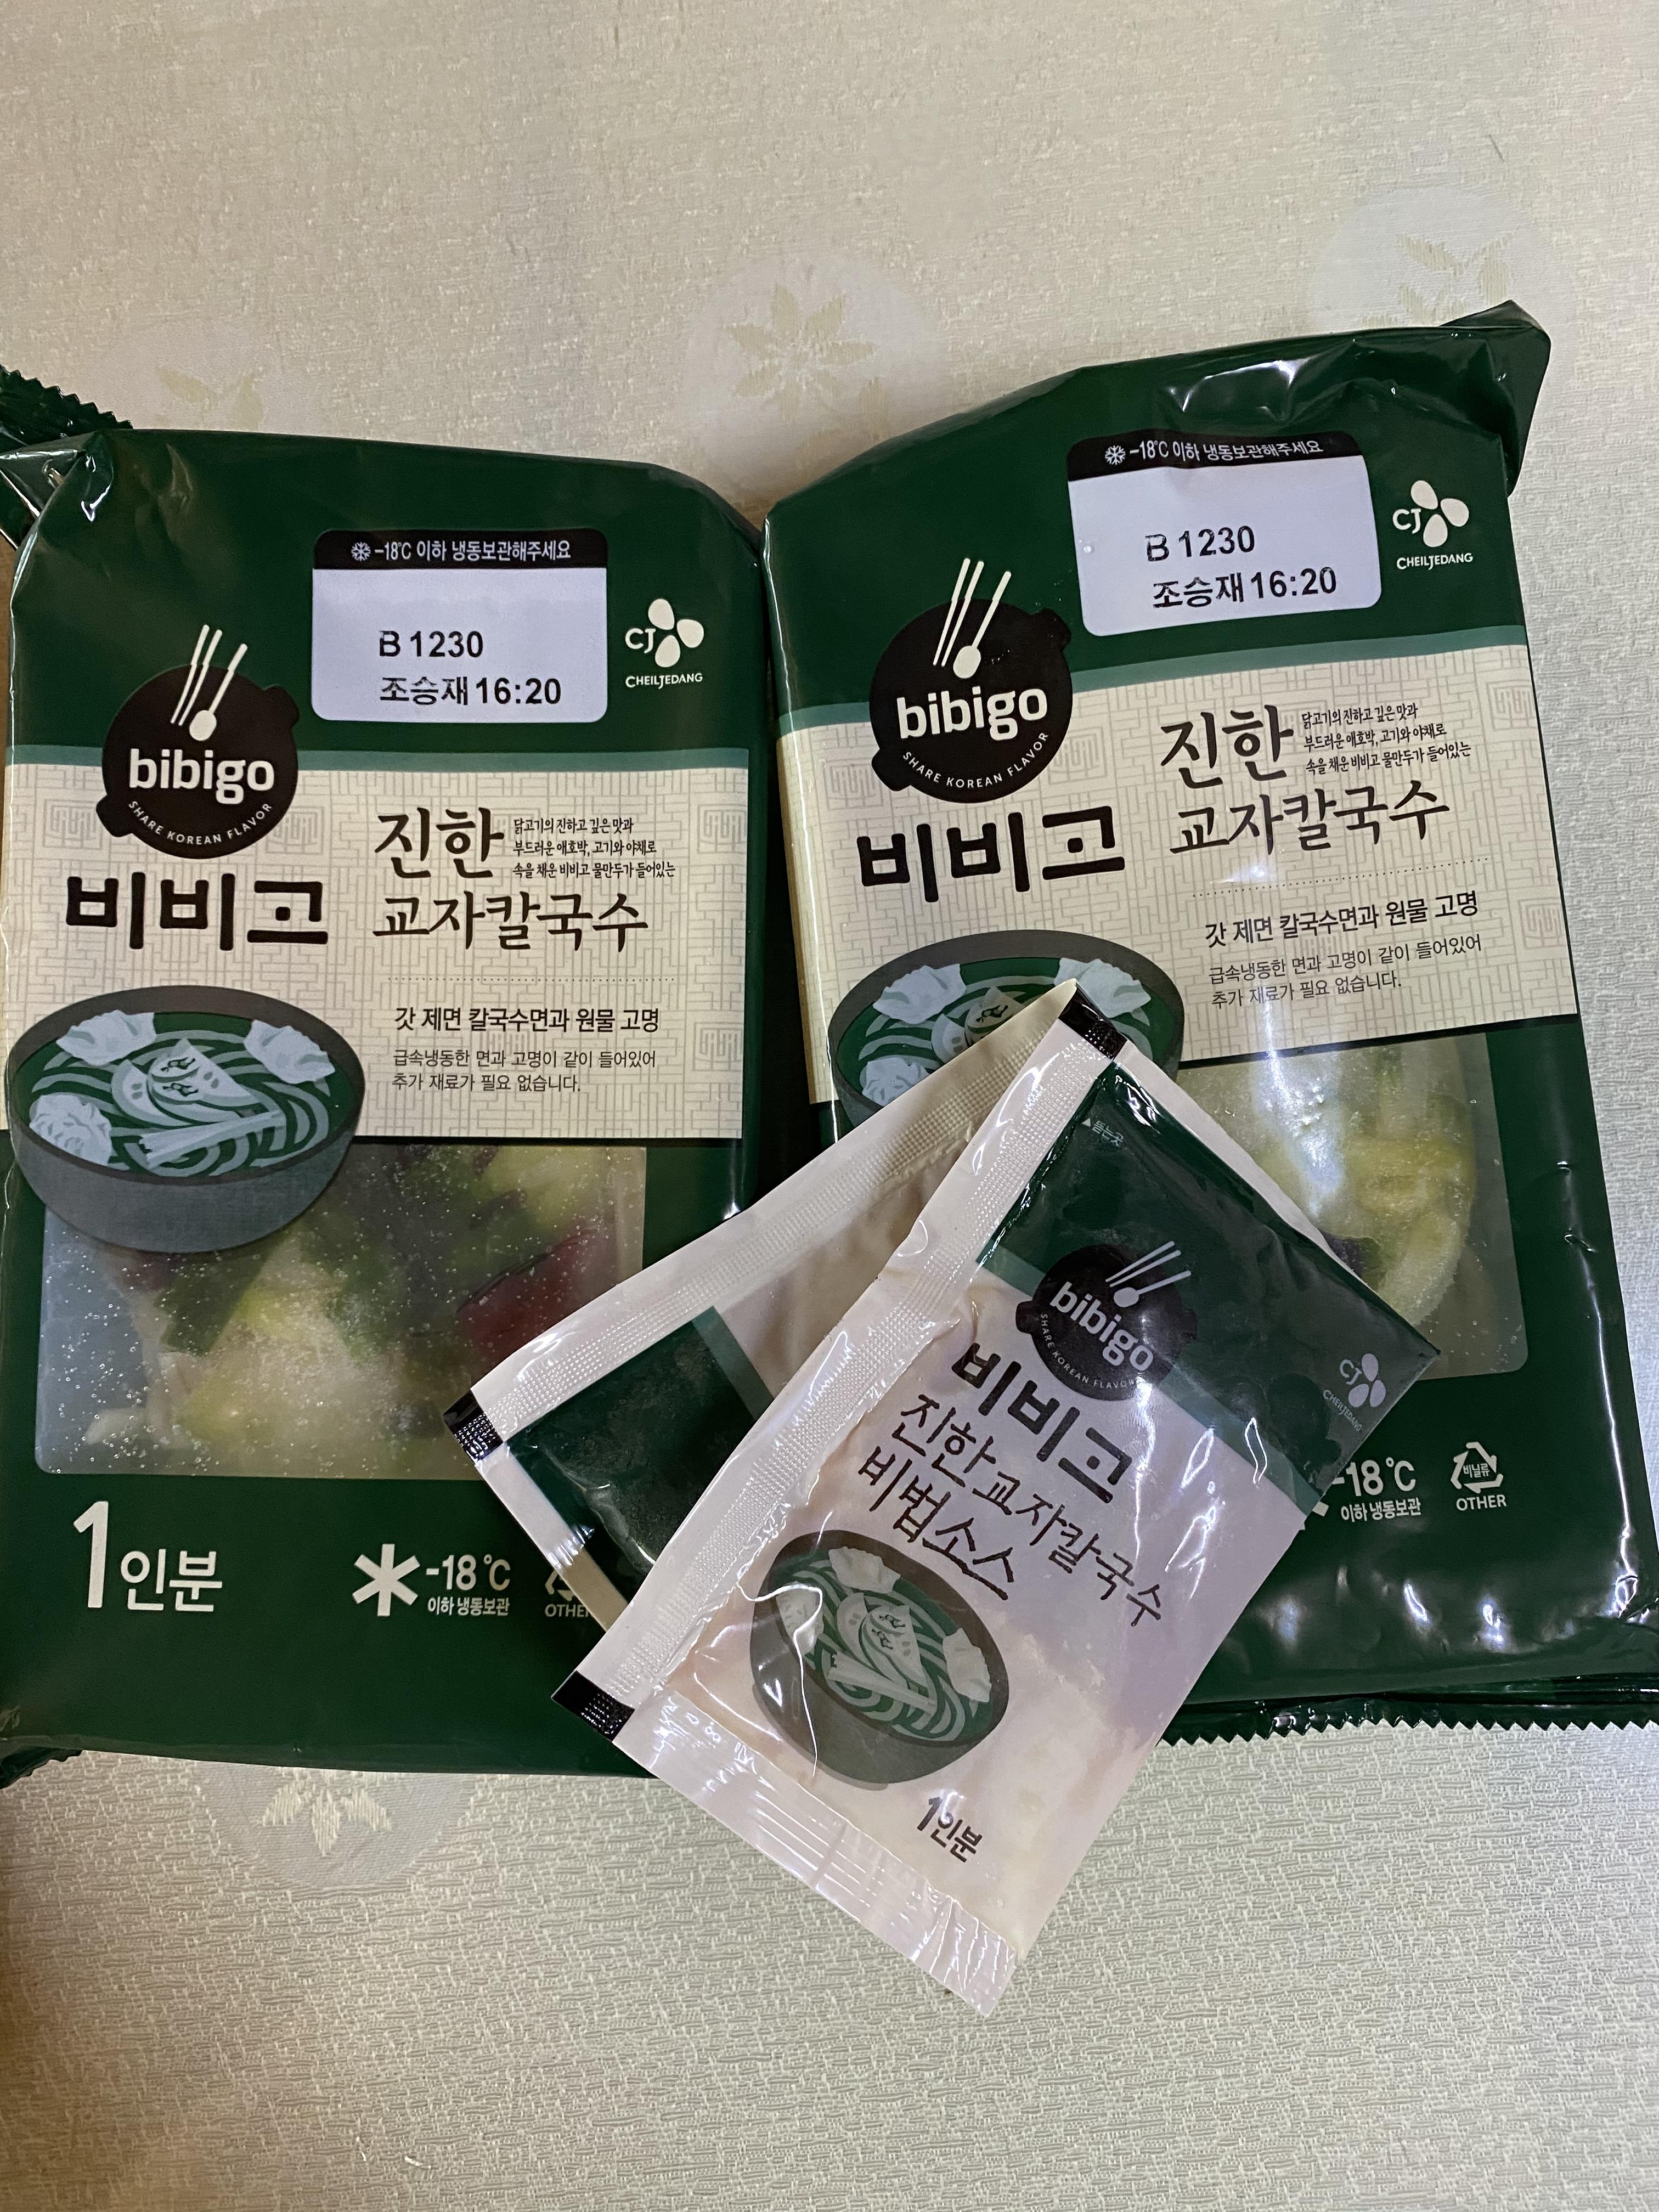 ❄-18℃ 이하 냉동보관해주세요
B 1230
조승재 16:20
CJ
CHEILJEDANG
bibigo
SHARE KOREAN FLAVOR
비비고
진한
닭고기의 진하고 깊은 맛과
부드러운 애호박, 고기와 야채로
속을 채운 비비고 물만두가 들어있는
교자칼국수
갓 제면 칼국수면과 원물 고명
급속냉동한 면과 고명이 같이 들어있어
추가 재료가 필요 없습니다.
1인분
-18℃
이하 냉동보관
OTHER
❄-18℃ 이하 냉동보관해주세요
B 1230
조승재 16:20
CJ
CHEILJEDANG
bibigo
SHARE KOREAN FLAVOR
비비고
진한
닭고기의 진하고 깊은 맛과
부드러운 애호박, 고기와 야채로
속을 채운 비비고 물만두가 들어있는
교자칼국수
갓 제면 칼국수면과 원물 고명
급속냉동한 면과 고명이 같이 들어있어
추가 재료가 필요 없습니다.
-18℃
이하 냉동보관
비닐류
OTHER
▲뜯는곳
bibigo
SHARE KOREAN FLAVOR
CJ
CHEILJEDANG
비비고
진한교자칼국수
비법소스
1인분